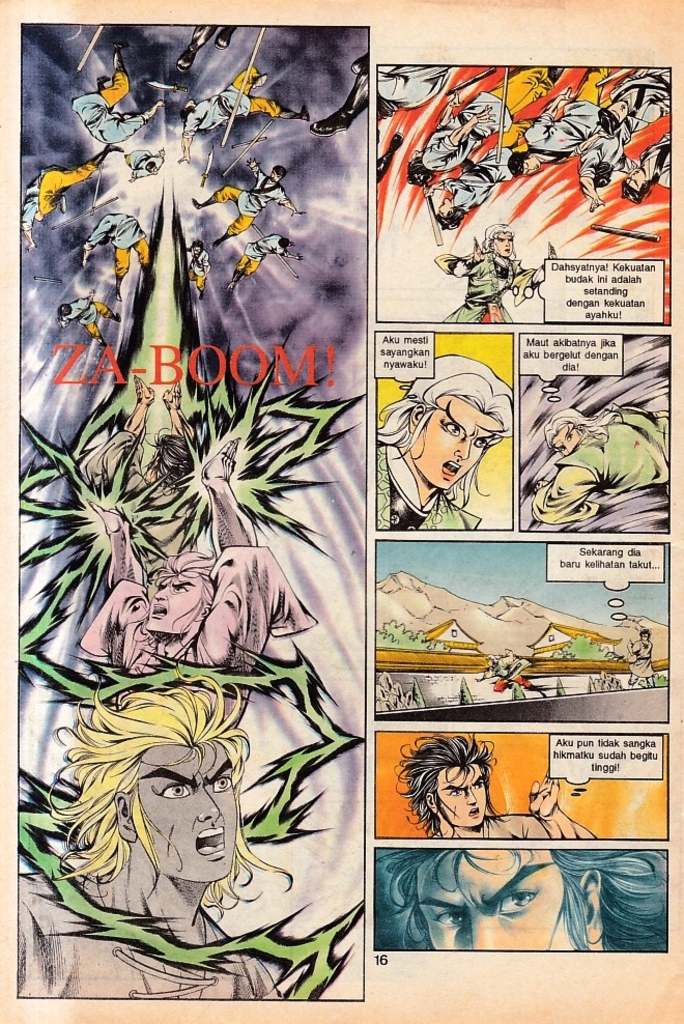 ZA-BOOM!
Dahsyatnya! Kekuatan
budak ini adalah
setanding
dengan kekuatan
ayahku!
Aku mesti
sayangkan
nyawaku!
Maut akibatnya jika
aku bergelut dengan
dia!
Sekarang dia
baru kelihatan takut...
Aku pun tidak sangka
hikmatku sudah begitu
tinggi!
16